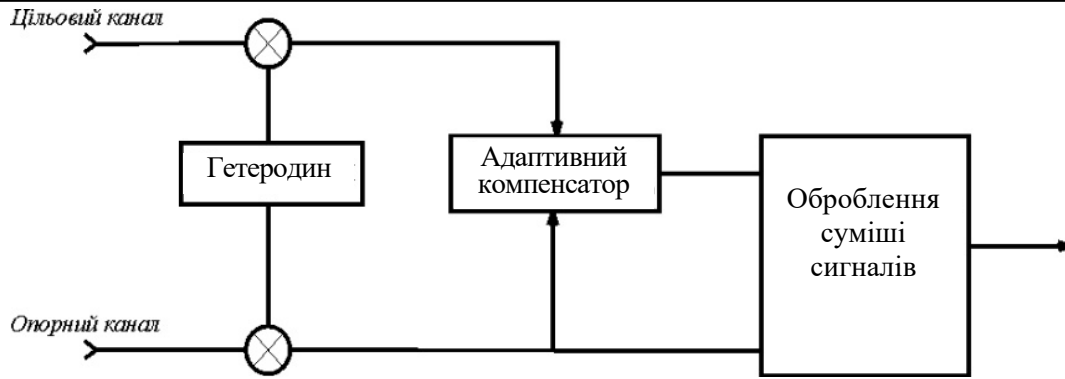 Цільовий канал
Гетеродин
Адаптивний
компенсатор
Оброблення
суміші
сигналів
Опорний канал